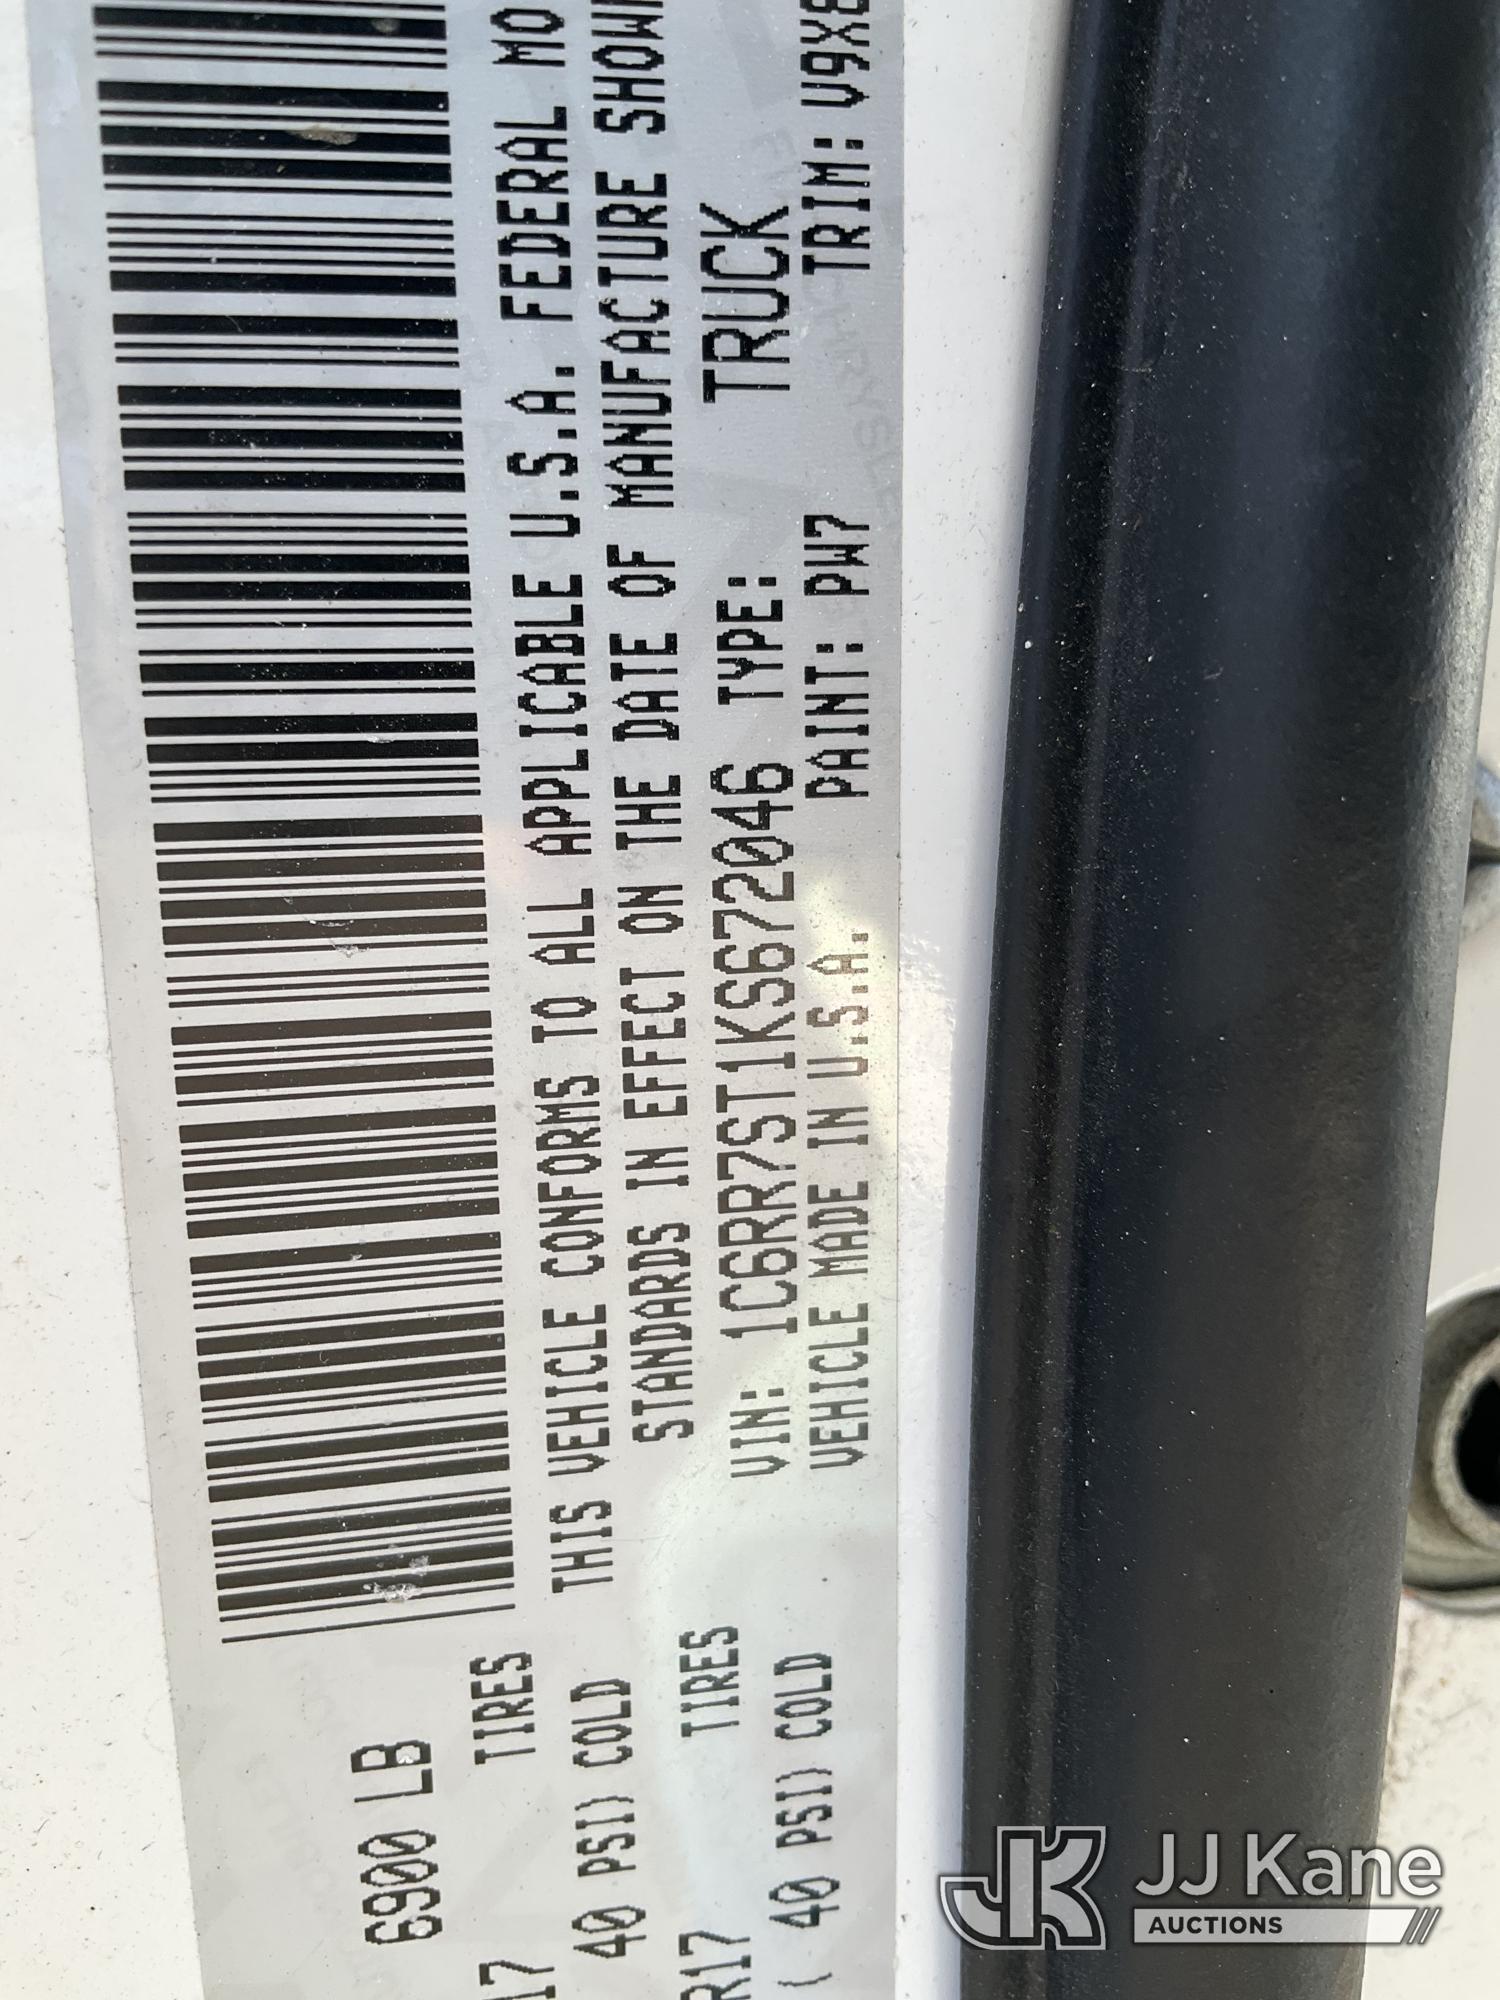 6900 LB
17 TIRES
40 PSI) COLD
R17 TIRES
( 40 PSI) COLD
THIS VEHICLE CONFORMS TO ALL APPLICABLE U.S.A. FEDERAL MO
STANDARDS IN EFFECT ON THE DATE OF MANUFACTURE SHOW
VIN: 1C6RR7ST1KS672046 TYPE: TRUCK
VEHICLE MADE IN U.S.A. PAINT: PW7 TRIM: V9X8
JJ Kane
AUCTIONS